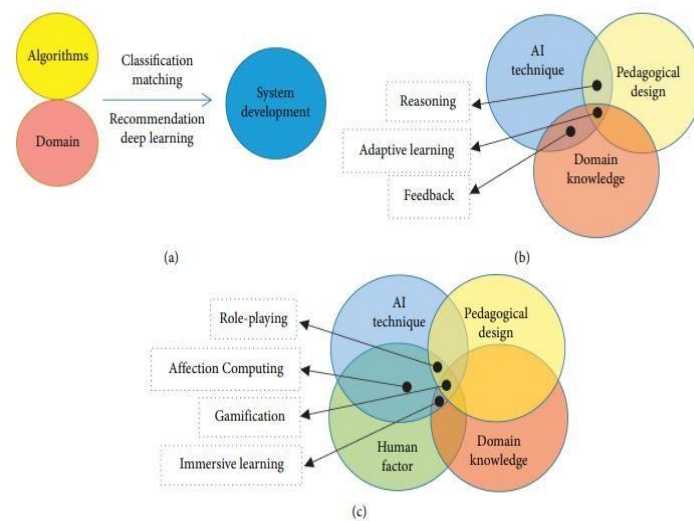 Algorithms
Domain
Classification
matching
Recommendation
deep learning
System
development
(a)
AI
technique
Pedagogical
design
Reasoning
Adaptive learning
Feedback
Domain
knowledge
(b)
AI
technique
Pedagogical
design
Role-playing
Affection Computing
Gamification
Immersive learning
Human
factor
Domain
knowledge
(c)